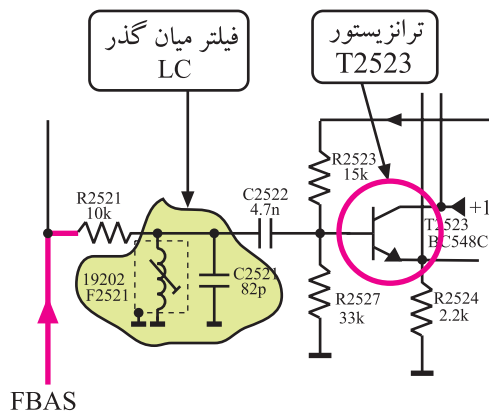 فیلتر میان گذر
LC
ترانزیستور
T2523
R2521
10k
C2522
4.7n
R2523
15k
+1
T2523
BC548C
19202
F2521
C2521
82p
R2527
33k
R2524
2.2k
FBAS